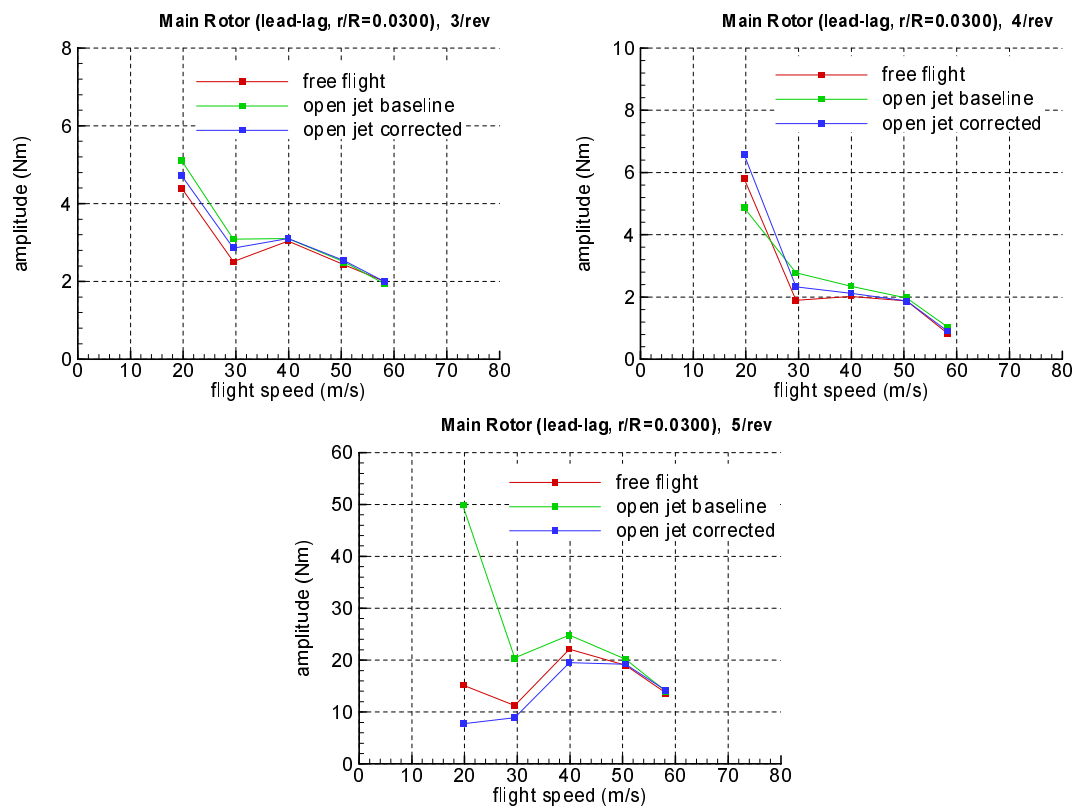 Main Rotor (lead-lag, r/R=0.0300), 3/rev
amplitude (Nm)
8
6
4
2
0
free flight
open jet baseline
open jet corrected
0 10 20 30 40 50 60 70 80
flight speed (m/s)
Main Rotor (lead-lag, r/R=0.0300), 4/rev
amplitude (Nm)
10
8
6
4
2
0
free flight
open jet baseline
open jet corrected
0 10 20 30 40 50 60 70 80
flight speed (m/s)
Main Rotor (lead-lag, r/R=0.0300), 5/rev
amplitude (Nm)
60
50
40
30
20
10
0
free flight
open jet baseline
open jet corrected
0 10 20 30 40 50 60 70 80
flight speed (m/s)